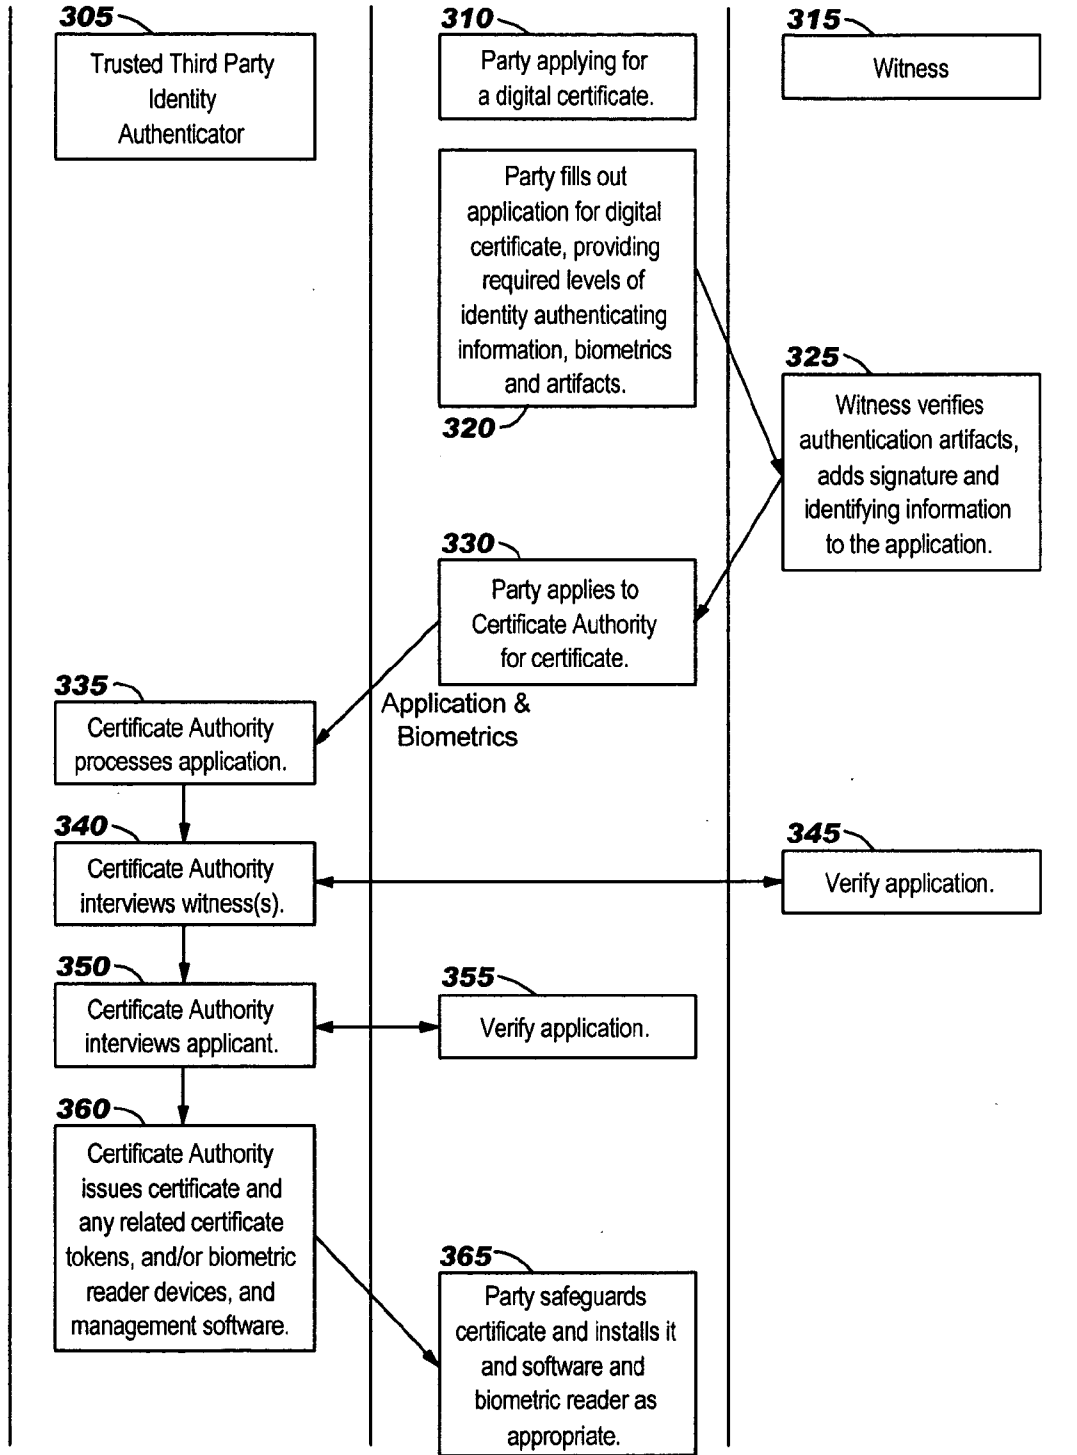 305
Trusted Third Party
Identity
Authenticator
310
Party applying for
a digital certificate.
315
Witness
Party fills out
application for digital
certificate, providing
required levels of
identity authenticating
information, biometrics
and artifacts.
320
325
Witness verifies
authentication artifacts,
adds signature and
identifying information
to the application.
330
Party applies to
Certificate Authority
for certificate.
Application &
Biometrics
335
Certificate Authority
processes application.
340
Certificate Authority
interviews witness(s).
345
Verify application.
350
Certificate Authority
interviews applicant.
355
Verify application.
360
Certificate Authority
issues certificate and
any related certificate
tokens, and/or biometric
reader devices, and
management software.
365
Party safeguards
certificate and installs it
and software and
biometric reader as
appropriate.